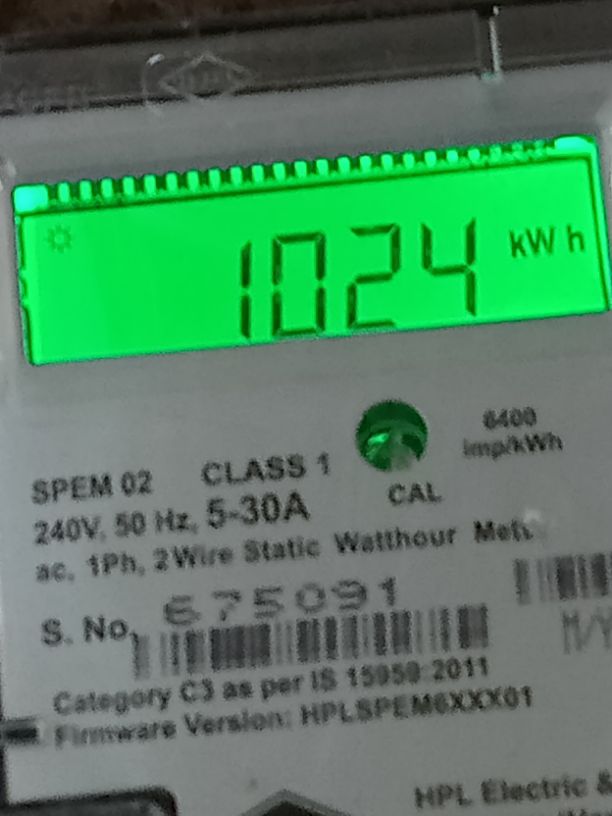 1024 kWh
6400
imp/kWh
SPEM 02 CLASS 1
CAL
240V, 50 Hz, 5-30A
ac, 1Ph, 2Wire Static Watthour
S. No. 675091
Category C3 as per IS 15959:2011
Firmware Version: HPLSPEM6XXX01
HPL Electric &